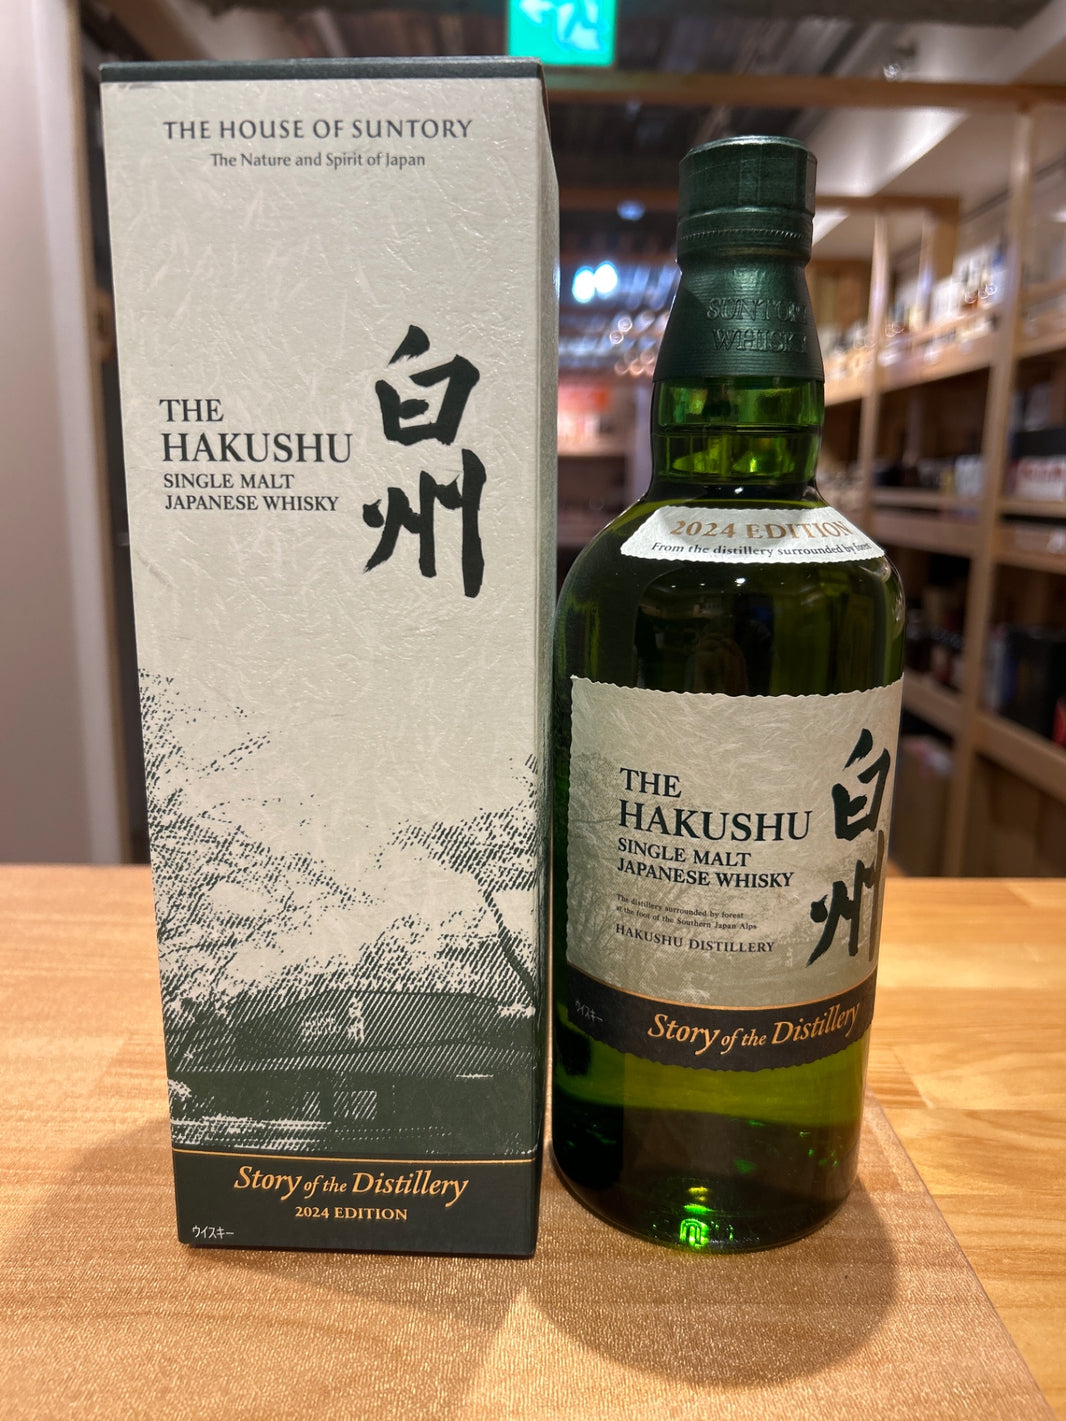 THE HOUSE OF SUNTORY
The Nature and Spirit of Japan
THE
HAKUSHU
SINGLE MALT
JAPANESE WHISKY
白州
Story of the Distillery
2024 EDITION
ウイスキー
SUNTORY
WHISKY
2024 EDITION
From the distillery surrounded by forest
THE
HAKUSHU
SINGLE MALT
JAPANESE WHISKY
白州
The distillery surrounded by forest
at the foot of the Southern Japan Alps
HAKUSHU DISTILLERY
ウイスキー
Story of the Distillery